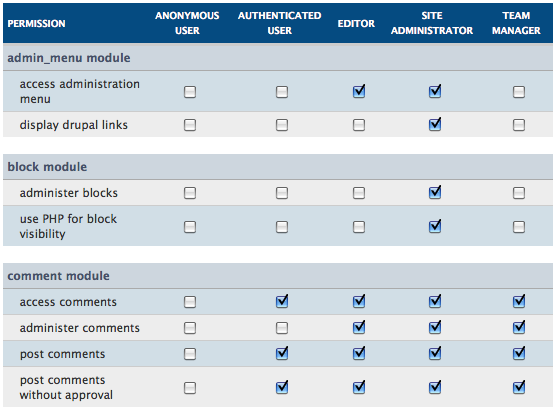 PERMISSION ANONYMOUS USER AUTHENTICATED USER EDITOR SITE ADMINISTRATOR TEAM MANAGER
admin_menu module
access administration
menu
display drupal links
block module
administer blocks
use PHP for block
visibility
comment module
access comments
administer comments
post comments
post comments
without approval